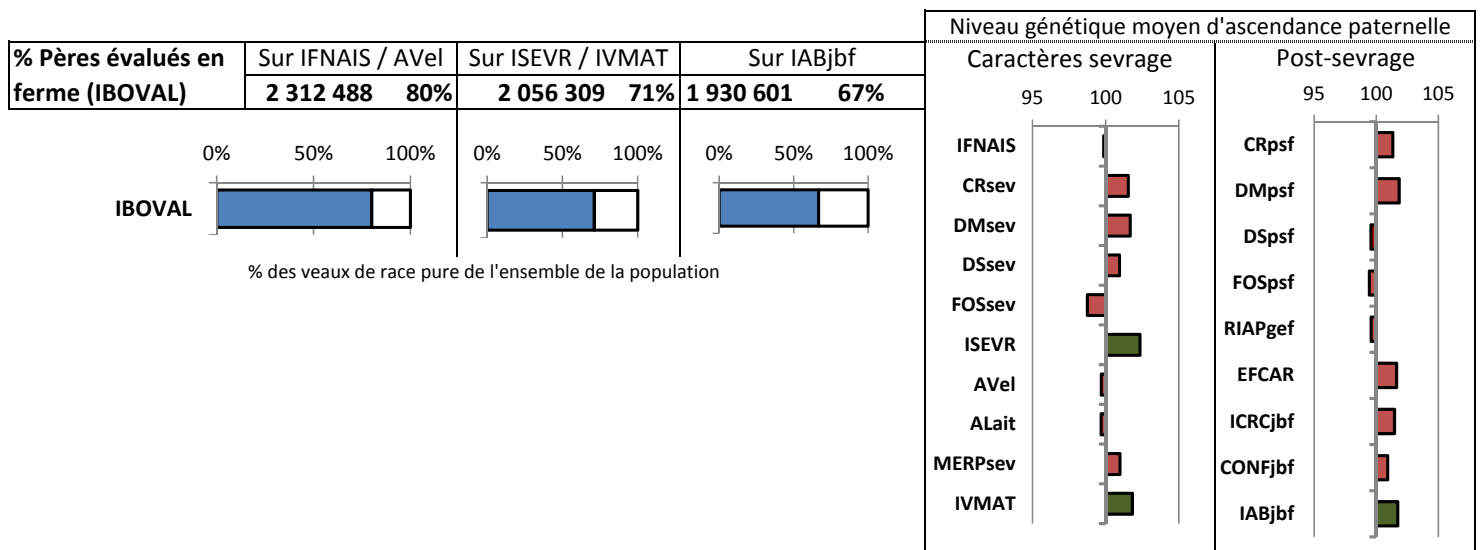 Niveau génétique moyen d'ascendance paternelle
% Pères évalués en Sur IFNAIS / AVel Sur ISEVR / IVMAT Sur IABjbf
ferme (IBOVAL) 2 312 488 80% 2 056 309 71% 1 930 601 67%
0% 50% 100% 0% 50% 100% 0% 50% 100%
IBOVAL
% des veaux de race pure de l'ensemble de la population
Caractères sevrage
95 100 105
IFNAIS
CRsev
DMsev
DSsev
FOSsev
ISEVR
AVel
ALait
MERPsev
IVMAT
Post-sevrage
95 100 105
CRpsf
DMpsf
DSpsf
FOSpsf
RIAPgef
EFCAR
ICRCjbf
CONFjbf
IABjbf